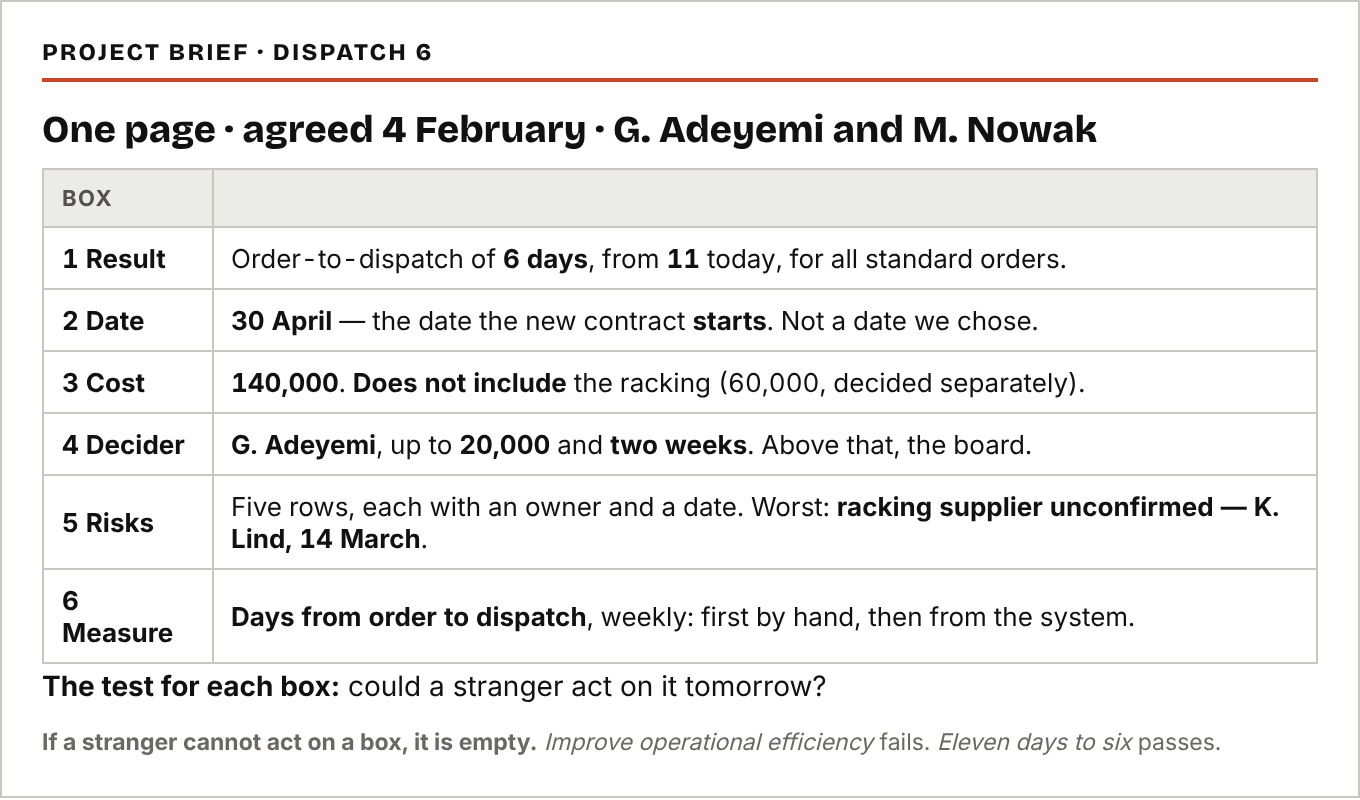 PROJECT BRIEF · DISPATCH 6
One page · agreed 4 February · G. Adeyemi and M. Nowak
BOX
1 Result
Order-to-dispatch of 6 days, from 11 today, for all standard orders.
2 Date
30 April — the date the new contract starts. Not a date we chose.
3 Cost
140,000. Does not include the racking (60,000, decided separately).
4 Decider
G. Adeyemi, up to 20,000 and two weeks. Above that, the board.
5 Risks
Five rows, each with an owner and a date. Worst: racking supplier unconfirmed — K.
Lind, 14 March.
6
Measure
Days from order to dispatch, weekly: first by hand, then from the system.
The test for each box: could a stranger act on it tomorrow?
If a stranger cannot act on a box, it is empty. Improve operational efficiency fails. Eleven days to six passes.